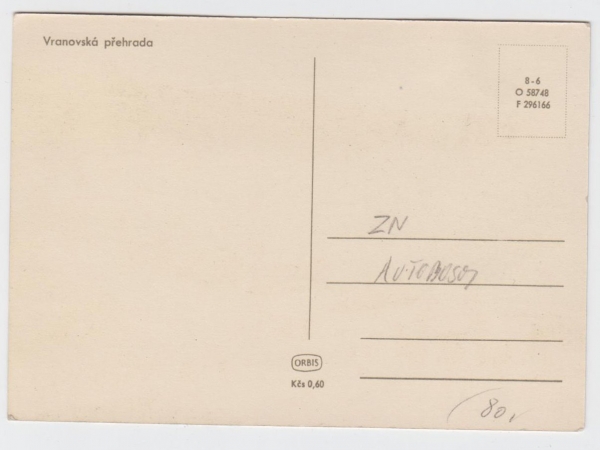 Vranovská přehrada
8 - 6
O 58748
F 296166
ZN
AUTOBUSY
ORBIS
Kčs 0,60
80,